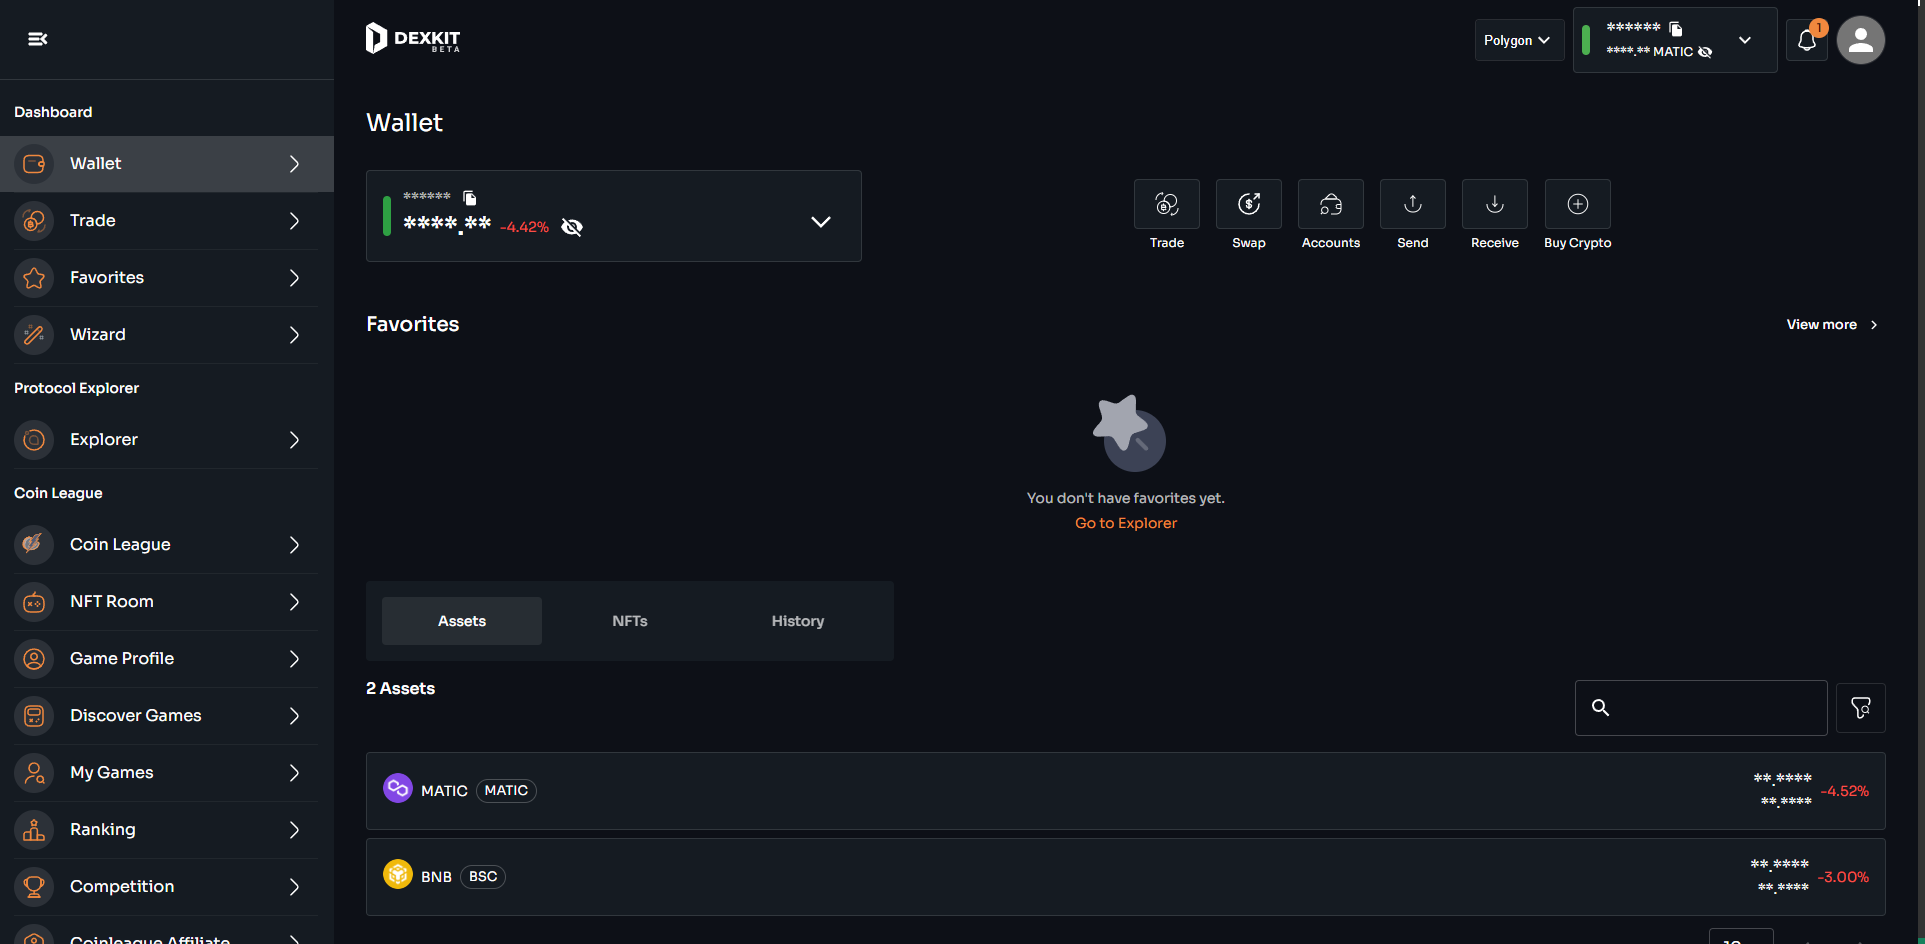 DEXKIT
BETA
Polygon
******
****.** MATIC
1
Dashboard
Wallet
Trade
Favorites
Wizard
Protocol Explorer
Explorer
Coin League
Coin League
NFT Room
Game Profile
Discover Games
My Games
Ranking
Competition
Coinleague Affiliate
Wallet
******
****.** -4.42%
Trade
Swap
Accounts
Send
Receive
Buy Crypto
Favorites
View more
You don't have favorites yet.
Go to Explorer
Assets
NFTs
History
2 Assets
MATIC MATIC
**.****
**.****
-4.52%
BNB BSC
**.****
**.****
-3.00%
10